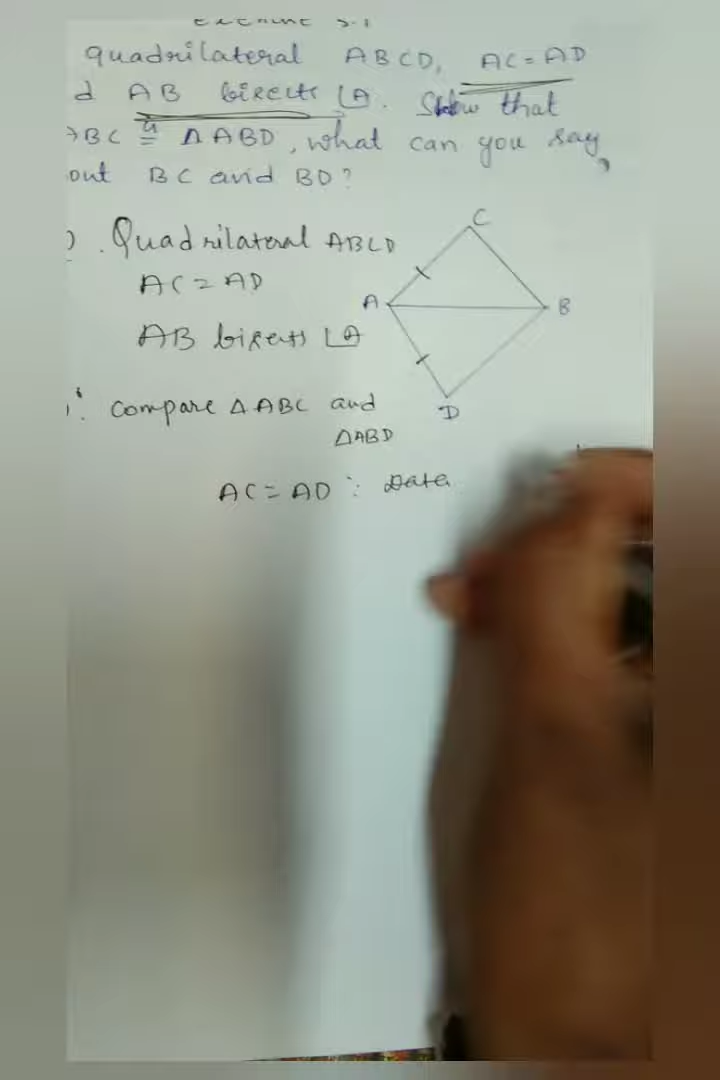 quadrilateral ABCD, AC = AD
d AB bisects ∠A. Show that
BC ≅ ΔABD, what can you say,
out BC and BD?
Quadrilateral ABCD
AC = AD
AB bisects ∠A
C
A
B
D
compare ΔABC and
ΔABD
AC = AD : Data